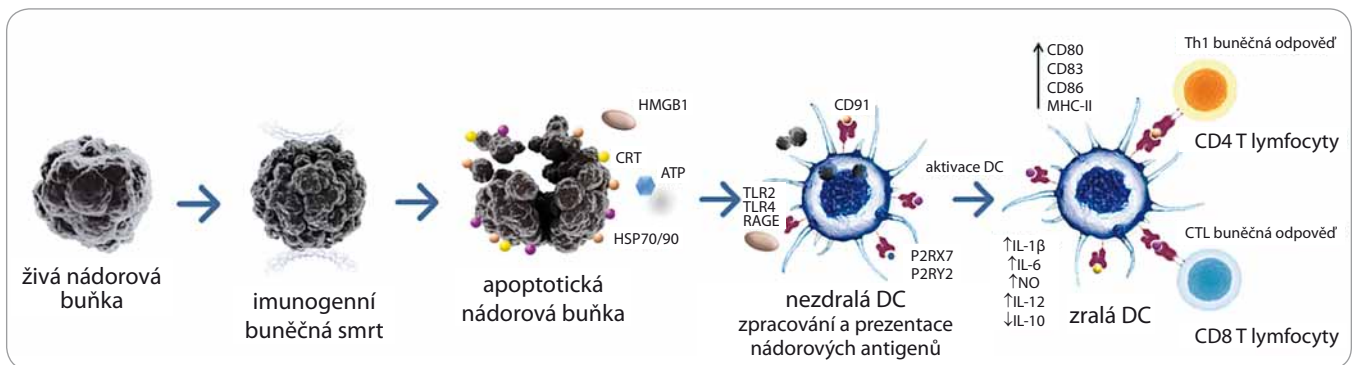 živá nádorová
buňka
imunogenní
buněčná smrt
HMGB1
CRT
ATP
HSP70/90
apoptotická
nádorová buňka
CD91
TLR2
TLR4
RAGE
P2RX7
P2RY2
nezdralá DC
zpracování a prezentace
nádorových antigenů
aktivace DC
CD80
CD83
CD86
MHC-II
↑IL-1β
↑IL-6
↑NO
↑IL-12
↓IL-10
zralá DC
Th1 buněčná odpověď
CD4 T lymfocyty
CTL buněčná odpověď
CD8 T lymfocyty